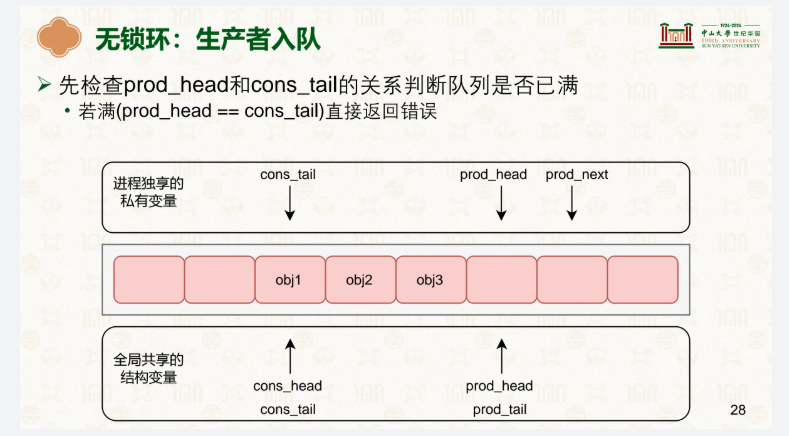 无锁环：生产者入队
1924-2024
中山大学 世纪华诞
100TH ANNIVERSARY
SUN YAT-SEN UNIVERSITY
先检查prod_head和cons_tail的关系判断队列是否已满
若满(prod_head == cons_tail)直接返回错误
进程独享的
私有变量
cons_tail
prod_head
prod_next
obj1
obj2
obj3
全局共享的
结构变量
cons_head
cons_tail
prod_head
prod_tail
28